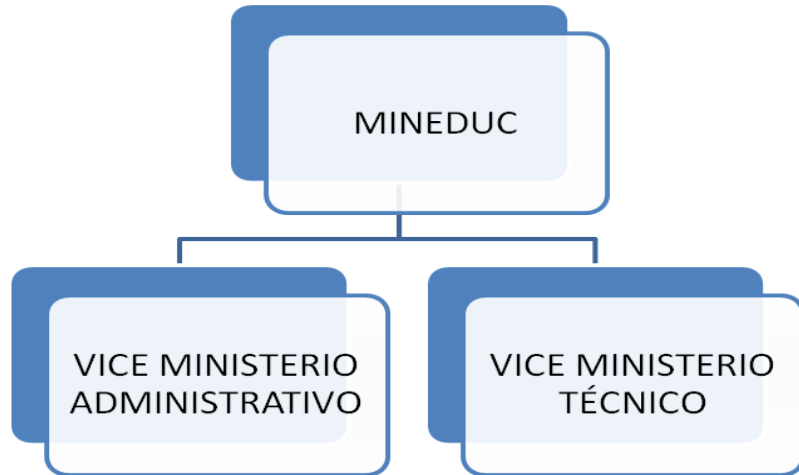 MINEDUC
VICE MINISTERIO
ADMINISTRATIVO
VICE MINISTERIO
TÉCNICO